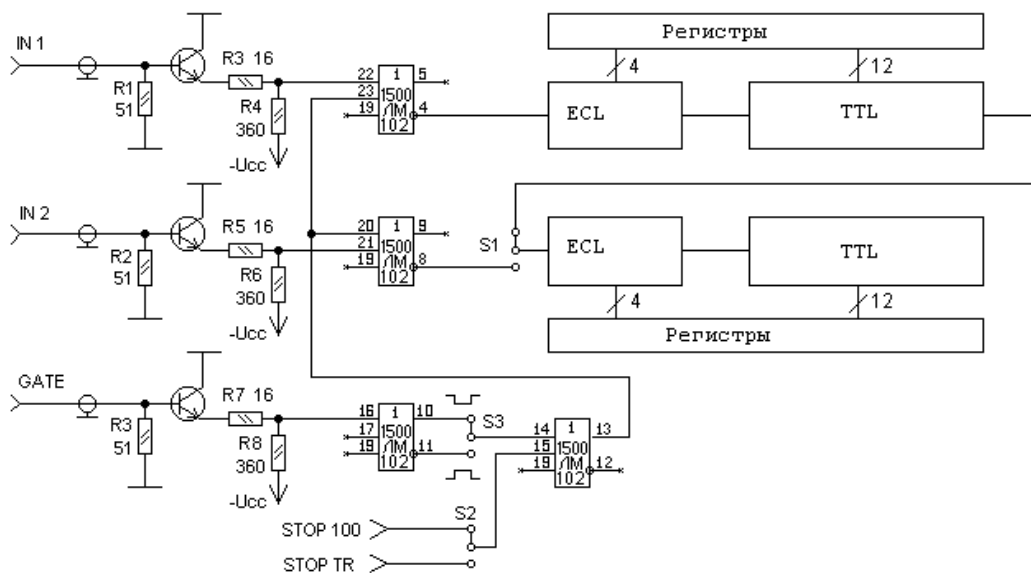 IN 1
R1
51
R3 16
R4
360
-Ucc
22
23
19
1
1500
ЛМ
102
5
4
Регистры
4
12
ECL
TTL
IN 2
R2
51
R5 16
R6
360
-Ucc
20
21
19
1
1500
ЛМ
102
9
8
S1
ECL
TTL
4
12
Регистры
GATE
R3
51
R7 16
R8
360
-Ucc
16
17
19
1
1500
ЛМ
102
10
11
S3
14
15
19
1
1500
ЛМ
102
13
12
S2
STOP 100
STOP TR